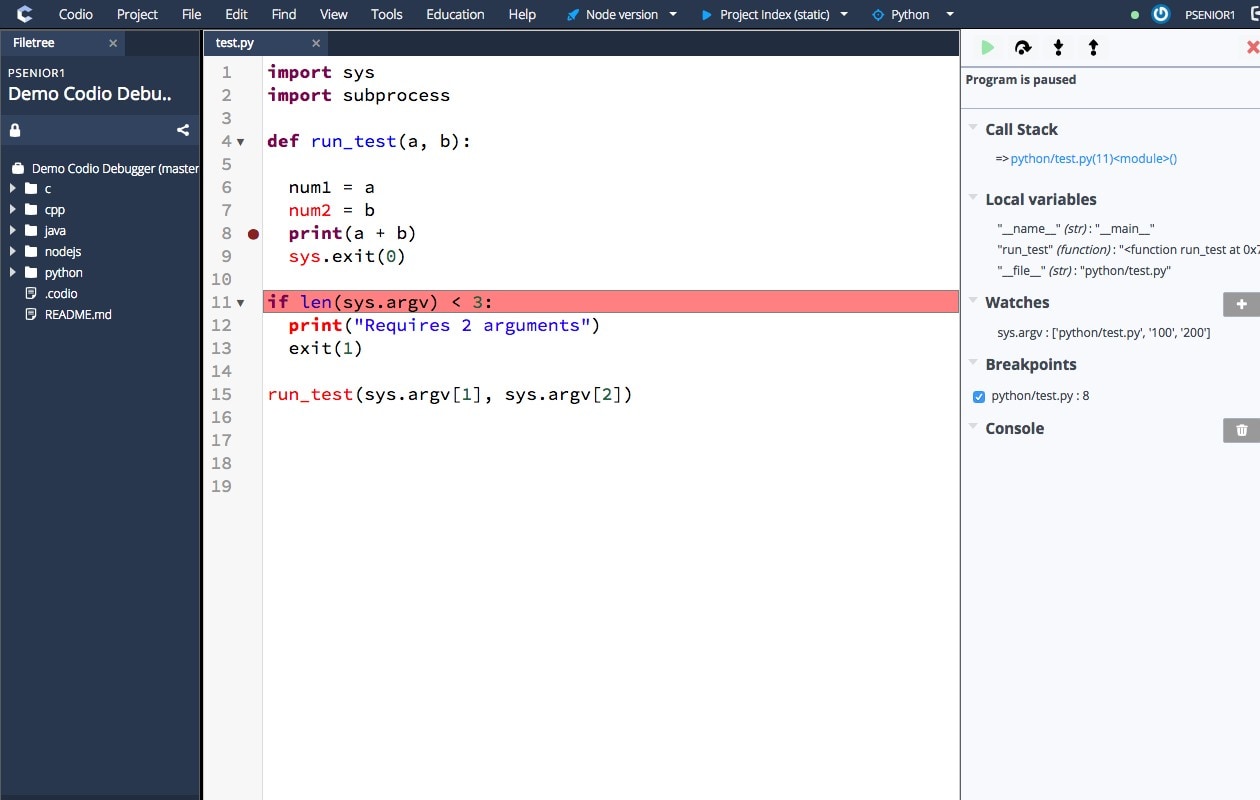 Codio Project File Edit Find View Tools Education Help Node version Project Index (static) Python PSENIOR1
Filetree
PSENIOR1
Demo Codio Debu..
Demo Codio Debugger (master
c
cpp
java
nodejs
python
.codio
README.md
test.py
1 import sys
2 import subprocess
3
4 def run_test(a, b):
5
6 num1 = a
7 num2 = b
8 print(a + b)
9 sys.exit(0)
10
11 if len(sys.argv) < 3:
12 print("Requires 2 arguments")
13 exit(1)
14
15 run_test(sys.argv[1], sys.argv[2])
16
17
18
19
Program is paused
Call Stack
=>python/test.py(11)<module>()
Local variables
"__name__" (str) : "__main__"
"run_test" (function) : "<function run_test at 0x7
"__file__" (str) : "python/test.py"
Watches
sys.argv : ['python/test.py', '100', '200']
Breakpoints
python/test.py : 8
Console